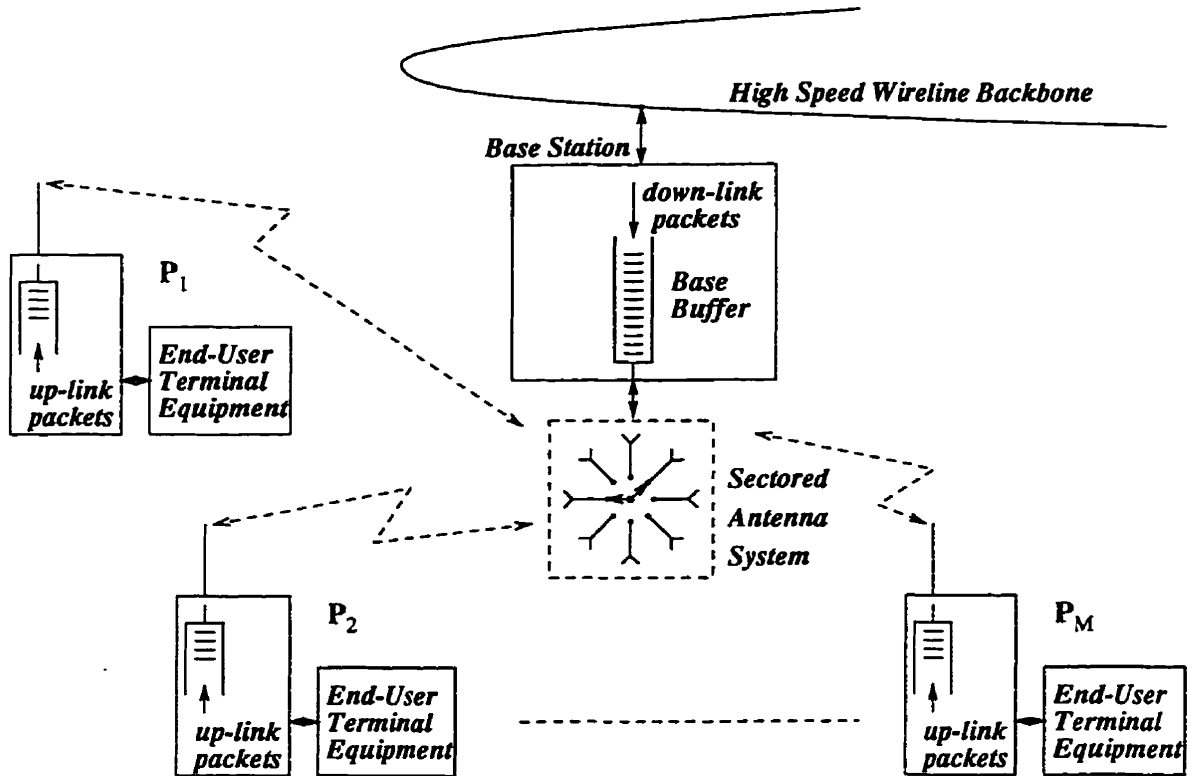 High Speed Wireline Backbone
Base Station
down-link
packets
Base
Buffer
P1
End-User
Terminal
Equipment
up-link
packets
Sectored
Antenna
System
P2
End-User
Terminal
Equipment
up-link
packets
PM
End-User
Terminal
Equipment
up-link
packets